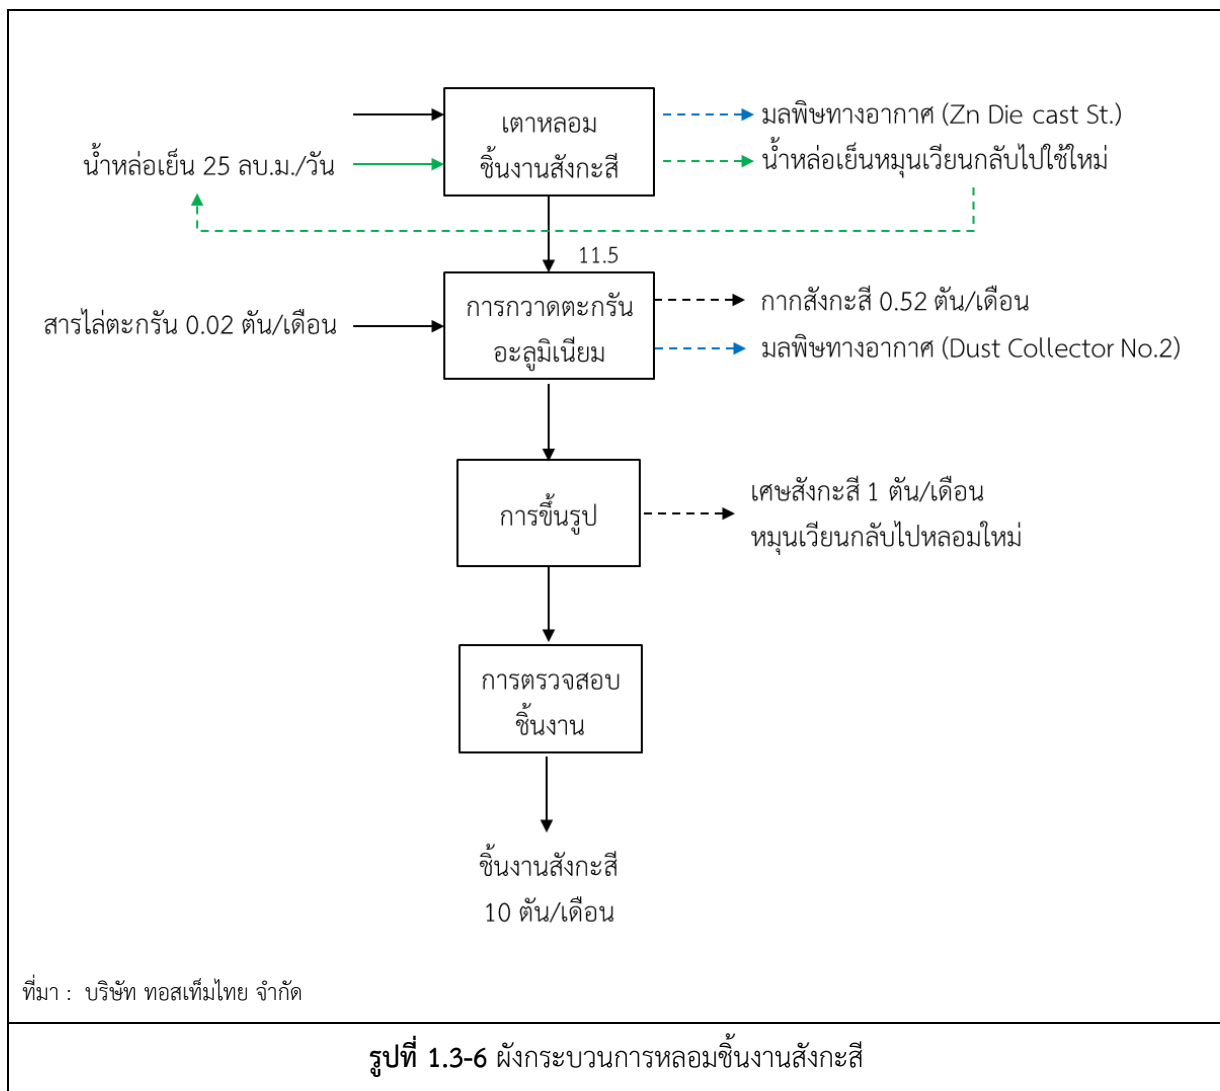 เตาหลอม
ชิ้นงานสังกะสี
มลพิษทางอากาศ (Zn Die cast St.)
น้ำหล่อเย็น 25 ลบ.ม./วัน
น้ำหล่อเย็นหมุนเวียนกลับไปใช้ใหม่
11.5
สารไล่ตะกรัน 0.02 ตัน/เดือน
การกวาดตะกรัน
อะลูมิเนียม
กากสังกะสี 0.52 ตัน/เดือน
มลพิษทางอากาศ (Dust Collector No.2)
การขึ้นรูป
เศษสังกะสี 1 ตัน/เดือน
หมุนเวียนกลับไปหลอมใหม่
การตรวจสอบ
ชิ้นงาน
ชิ้นงานสังกะสี
10 ตัน/เดือน
ที่มา : บริษัท ทอสเท็มไทย จำกัด
รูปที่ 1.3-6 ผังกระบวนการหลอมชิ้นงานสังกะสี